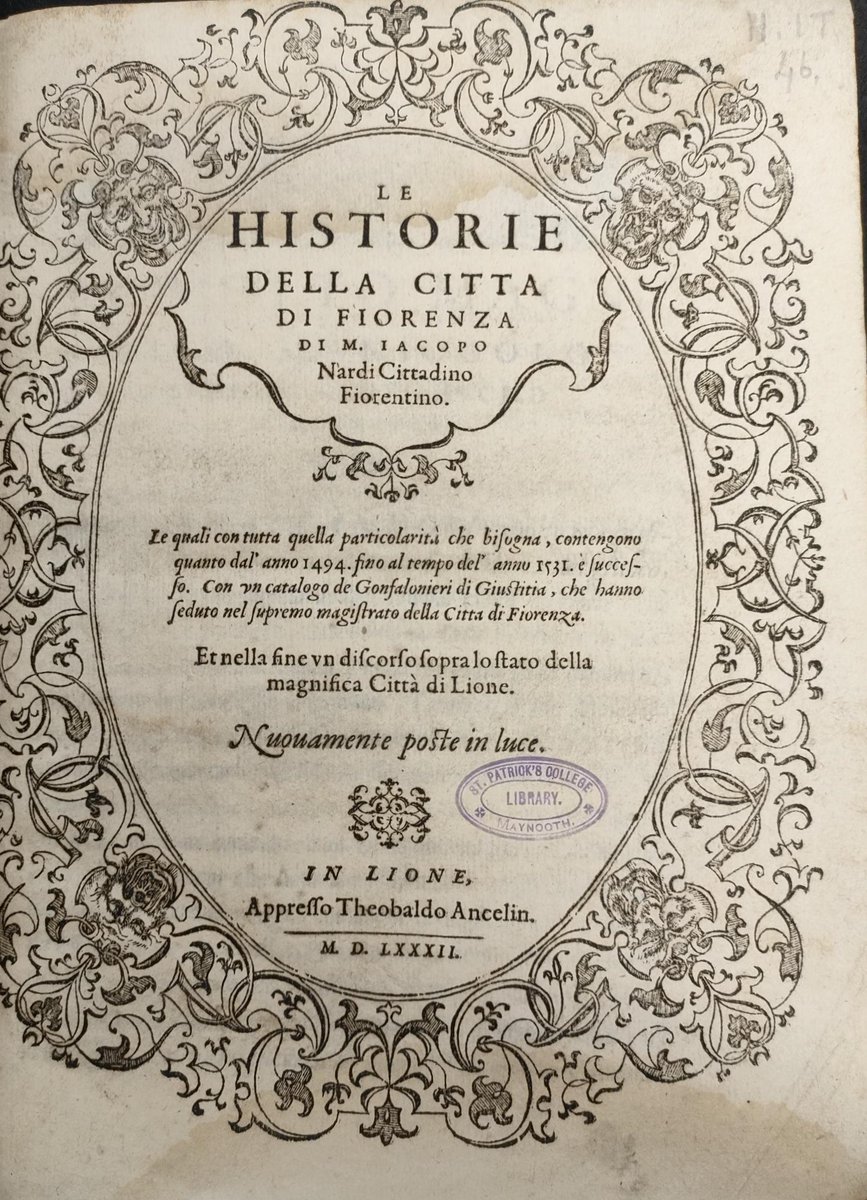 H. IT
46.
LE
HISTORIE
DELLA CITTA
DI FIORENZA
DI M. IACOPO
Nardi Cittadino
Fiorentino.
Le quali con tutta quella particolarità che biſogna, contengono
quanto dal' anno 1494. fino al tempo del' anno 1531. è ſucceſ-
ſo. Con vn catalogo de Gonfalonieri di Giuſtitia, che hanno
ſeduto nel ſupremo magiſtrato della Citta di Fiorenza.
Et nella fine vn diſcorſo ſopra lo ſtato della
magnifica Città di Lione.
Nuouamente poſte in luce.
ST. PATRICK'S COLLEGE
LIBRARY.
MAYNOOTH.
IN LIONE,
Appreſſo Theobaldo Ancelin.
M. D. LXXXII.